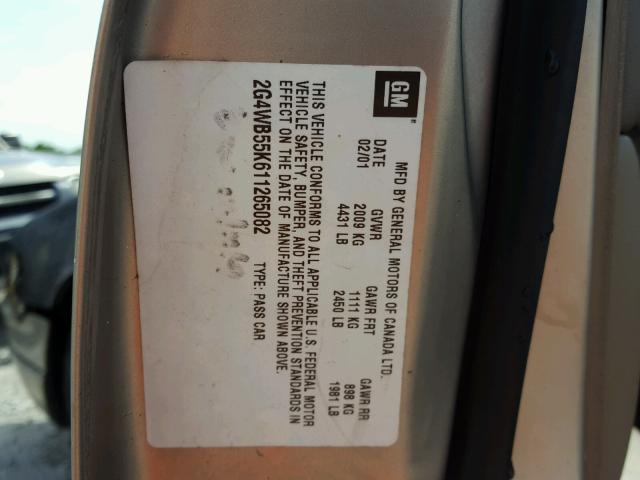 GM
MFD BY GENERAL MOTORS OF CANADA LTD.
DATE GVWR GAWR FRT GAWR RR
02/01 2009 KG 1111 KG 898 KG
4431 LB 2450 LB 1981 LB
THIS VEHICLE CONFORMS TO ALL APPLICABLE U.S. FEDERAL MOTOR
VEHICLE SAFETY, BUMPER, AND THEFT PREVENTION STANDARDS IN
EFFECT ON THE DATE OF MANUFACTURE SHOWN ABOVE.
2G4WB55K611265082 TYPE: PASS CAR